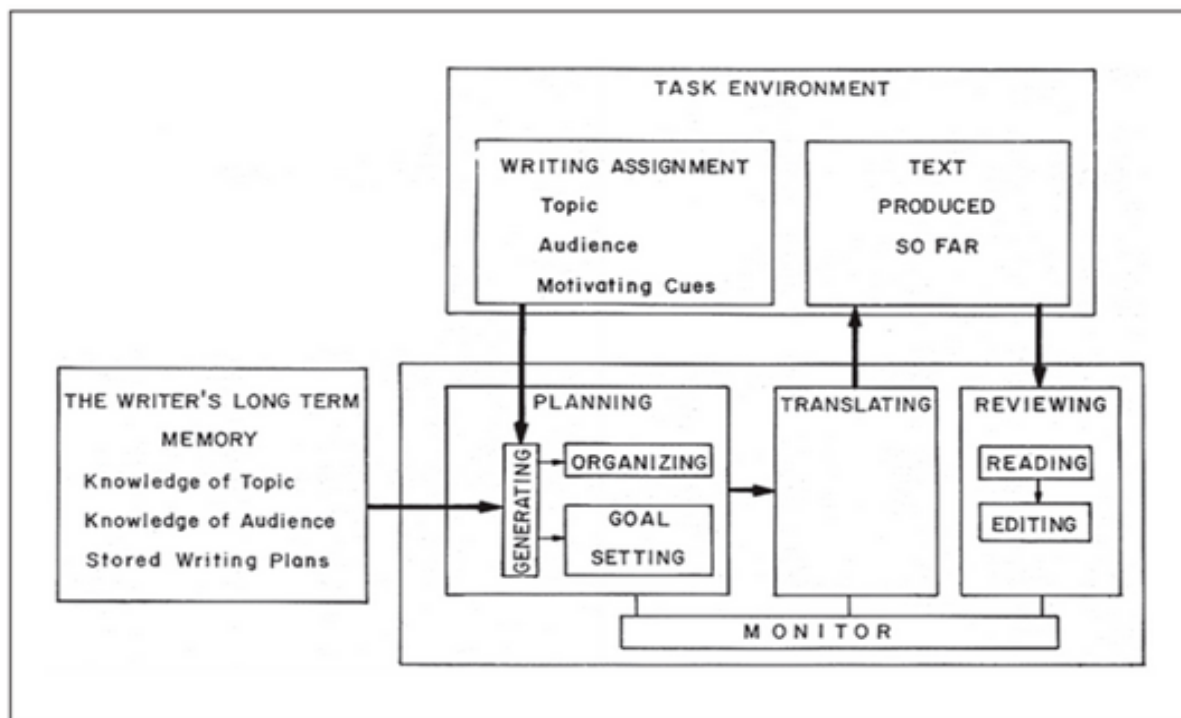 TASK ENVIRONMENT
WRITING ASSIGNMENT
Topic
Audience
Motivating Cues
TEXT
PRODUCED
SO FAR
THE WRITER'S LONG TERM
MEMORY
Knowledge of Topic
Knowledge of Audience
Stored Writing Plans
PLANNING
GENERATING
ORGANIZING
GOAL
SETTING
TRANSLATING
REVIEWING
READING
EDITING
MONITOR